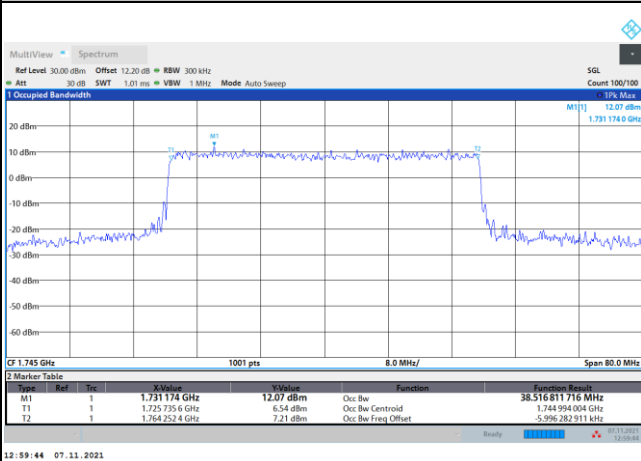 MultiView Spectrum
Ref Level 30.00 dBm Offset 12.20 dB RBW 300 kHz SGL
Att 30 dB SWT 1.01 ms VBW 1 MHz Mode Auto Sweep Count 100/100
1 Occupied Bandwidth 1Pk Max
M1[1] 12.07 dBm
1.731 174 0 GHz
20 dBm
M1
T1 T2
10 dBm
0 dBm
-10 dBm
-20 dBm
-30 dBm
-40 dBm
-50 dBm
-60 dBm
CF 1.745 GHz 1001 pts 8.0 MHz/ Span 80.0 MHz
2 Marker Table
Type Ref Trc X-Value Y-Value Function Function Result
M1 1 1.731 174 GHz 12.07 dBm Occ Bw 38.516 811 716 MHz
T1 1 1.725 735 6 GHz 6.54 dBm Occ Bw Centroid 1.744 994 004 GHz
T2 1 1.764 252 4 GHz 7.21 dBm Occ Bw Freq Offset -5.996 282 911 kHz
Ready 07.11.2021
12:59:44
12:59:44 07.11.2021